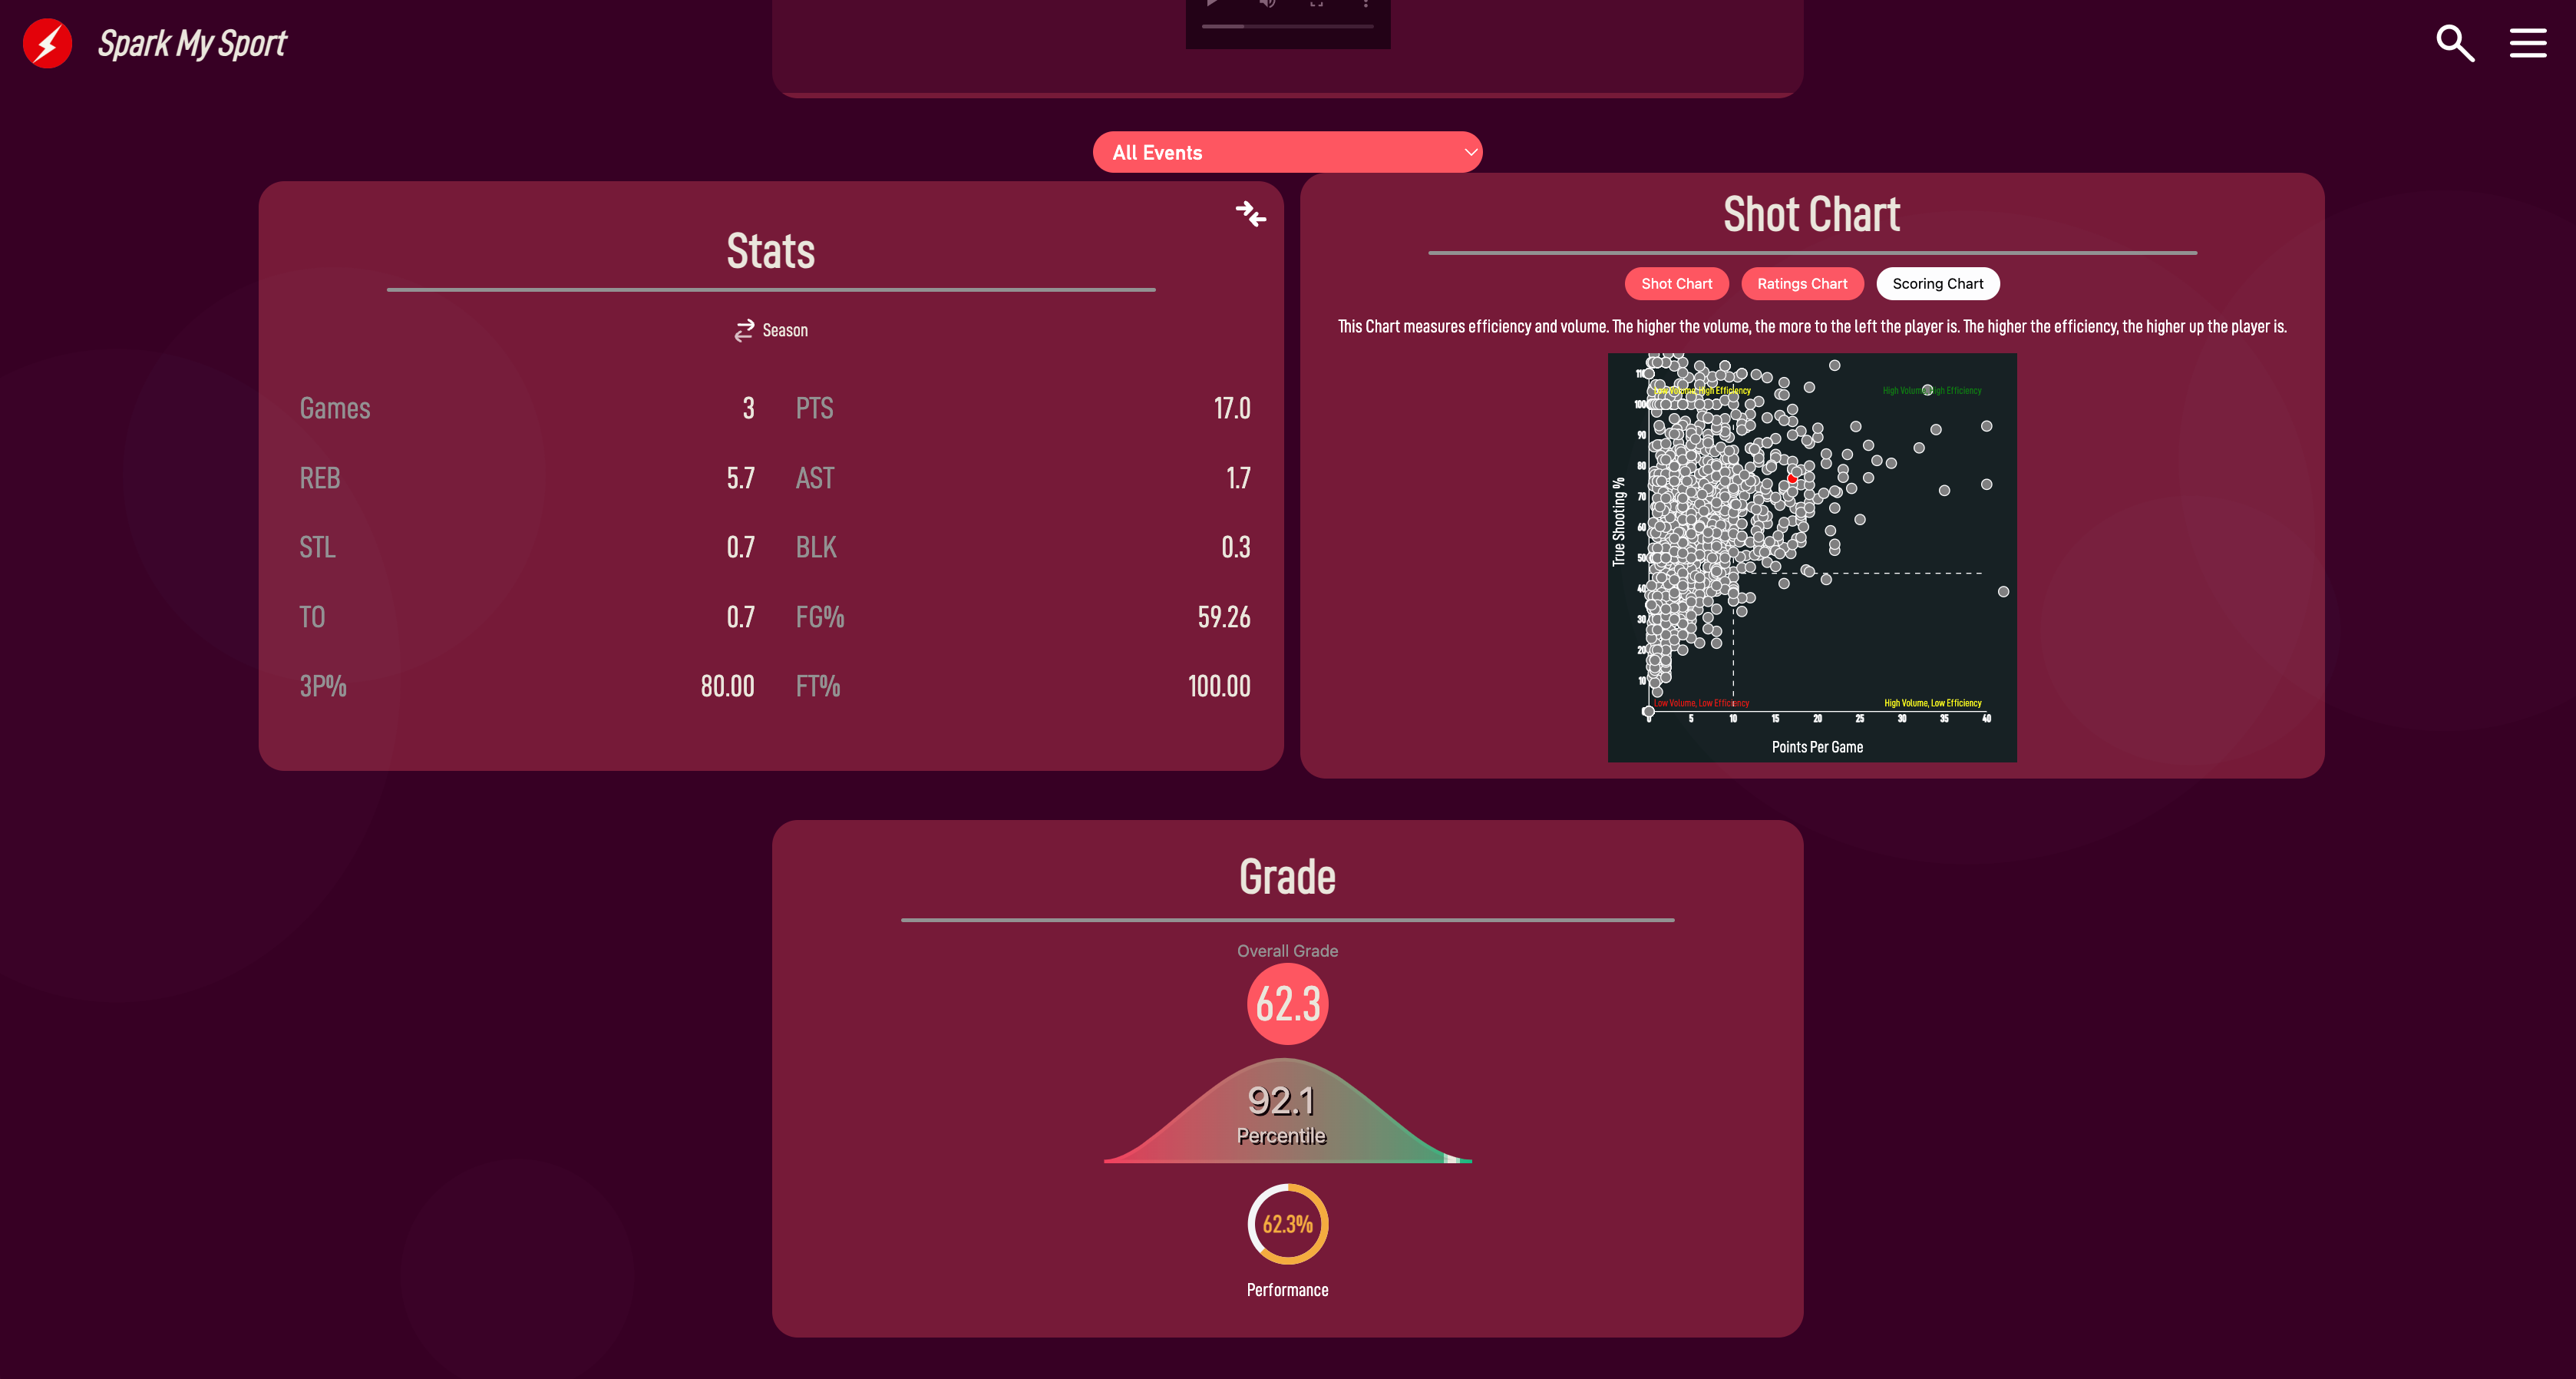 Spark My Sport
All Events
Stats
Season
Games 3 PTS 17.0
REB 5.7 AST 1.7
STL 0.7 BLK 0.3
TO 0.7 FG% 59.26
3P% 80.00 FT% 100.00
Shot Chart
Shot Chart Ratings Chart Scoring Chart
This Chart measures efficiency and volume. The higher the volume, the more to the left the player is. The higher the efficiency, the higher up the player is.
High Efficiency
High Volume, High Efficiency
100
90
80
70
60
50
40
30
20
10
True Shooting %
Low Volume, Low Efficiency
High Volume, Low Efficiency
5 10 15 20 25 30 35 40
Points Per Game
Grade
Overall Grade
62.3
92.1
Percentile
62.3%
Performance